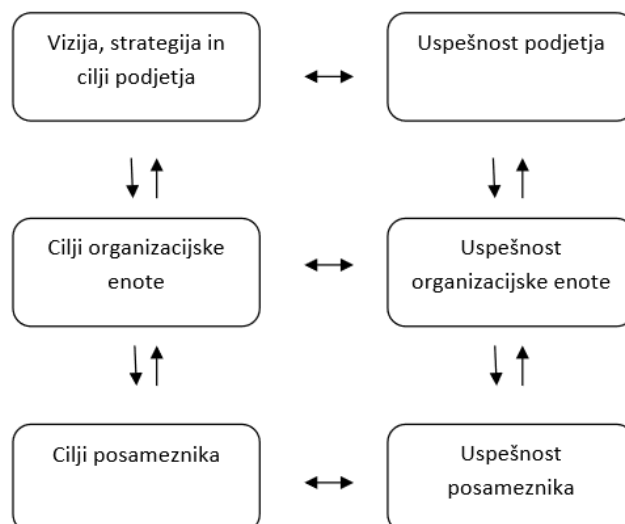 Vizija, strategija in
cilji podjetja
Uspešnost podjetja
Cilji organizacijske
enote
Uspešnost
organizacijske enote
Cilji posameznika
Uspešnost
posameznika